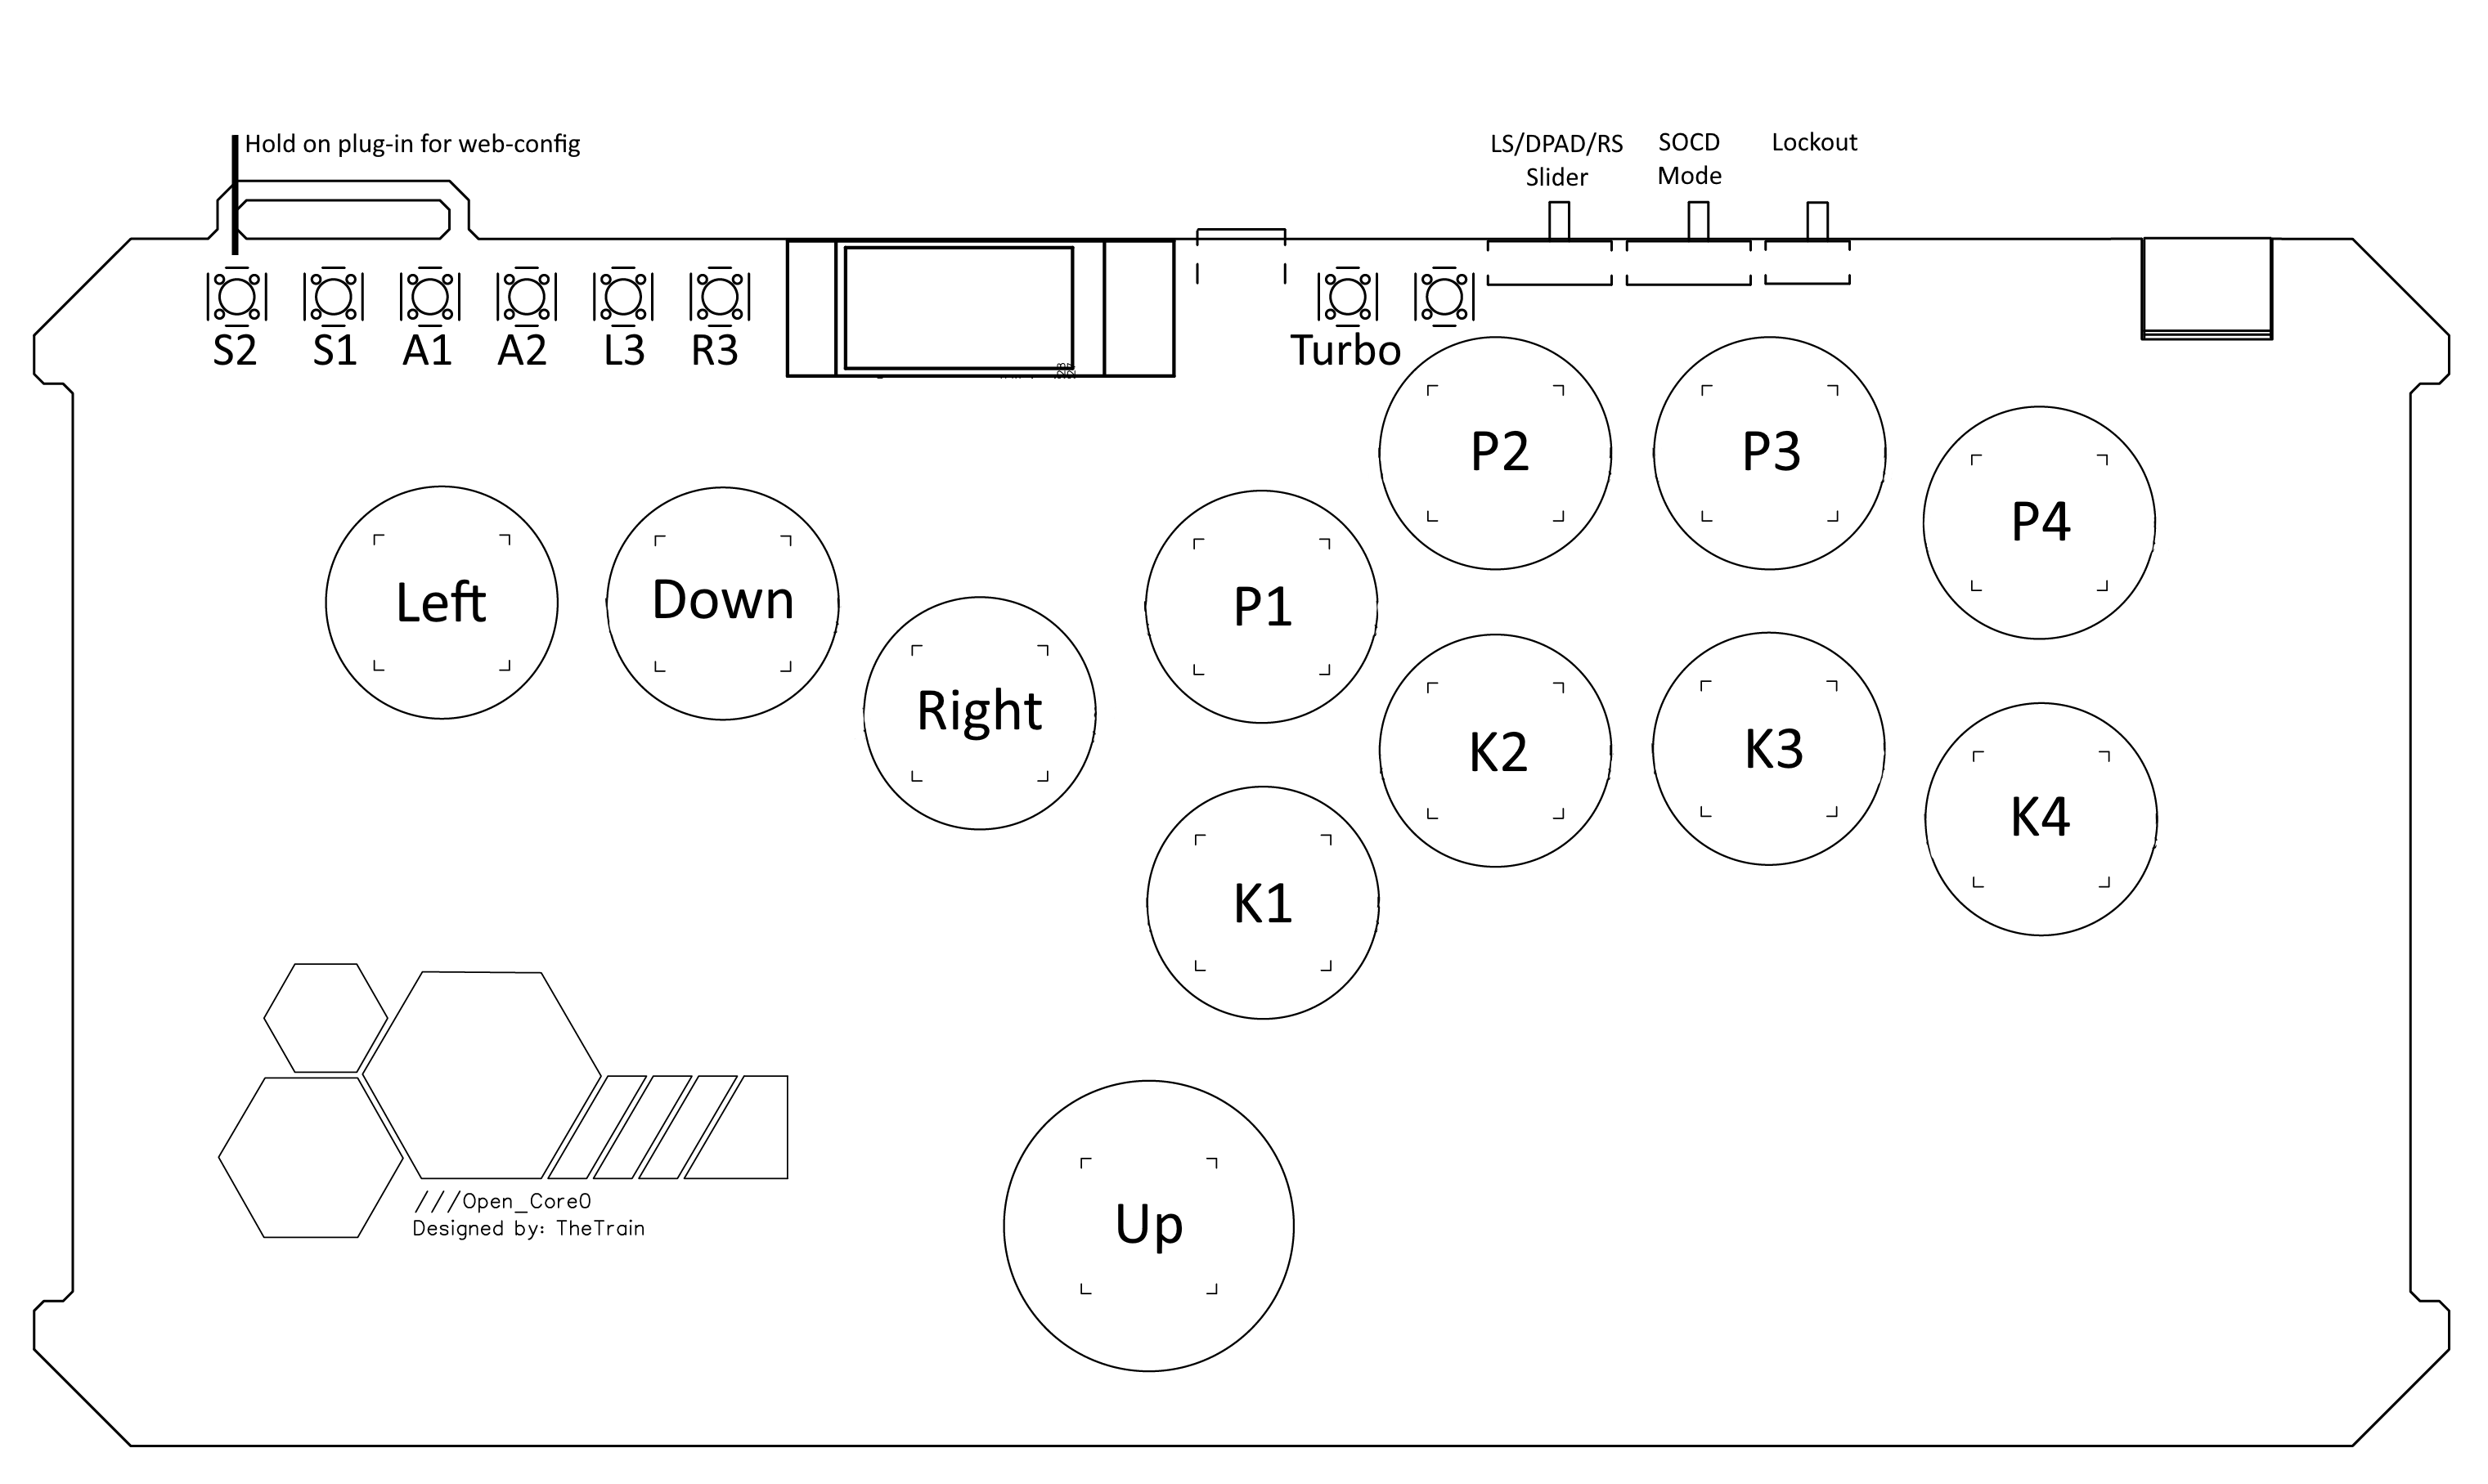 Hold on plug-in for web-config
LS/DPAD/RS
Slider
SOCD
Mode
Lockout
S2
S1
A1
A2
L3
R3
Turbo
P2
P3
P4
Left
Down
P1
Right
K2
K3
K4
K1
Up
///Open_Core0
Designed by: TheTrain